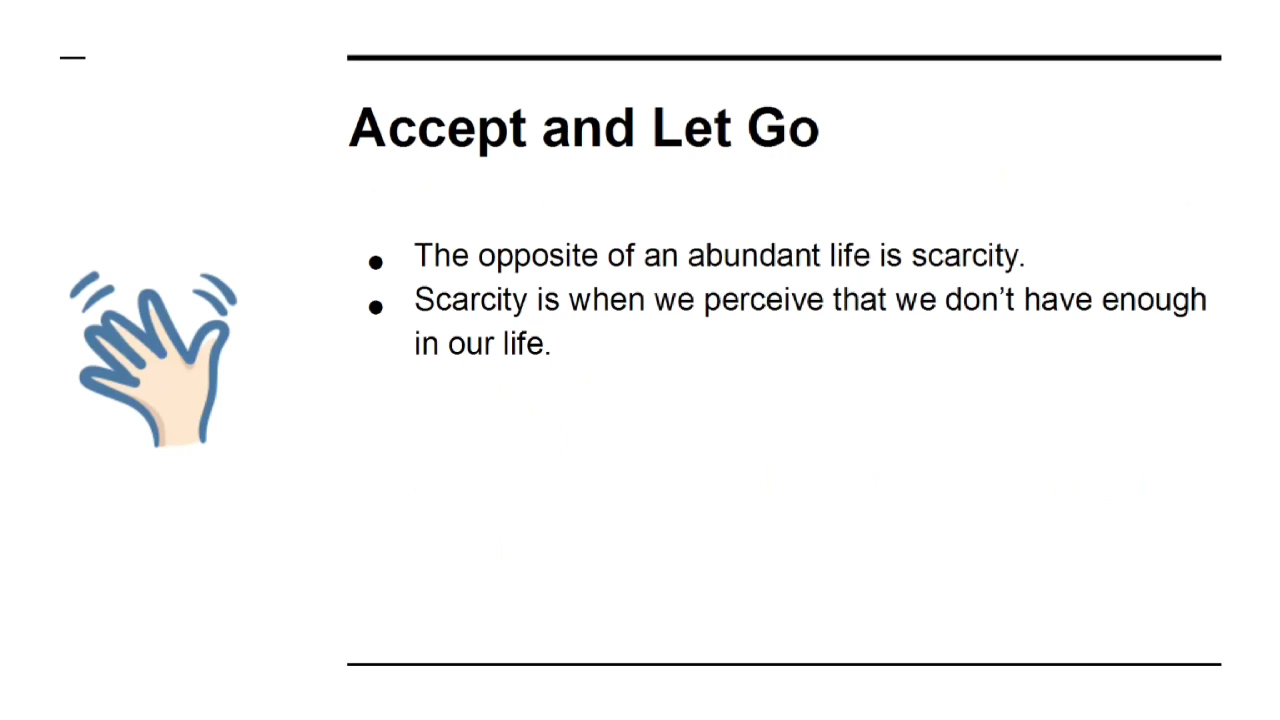 Accept and Let Go
● The opposite of an abundant life is scarcity.
● Scarcity is when we perceive that we don’t have enough
in our life.